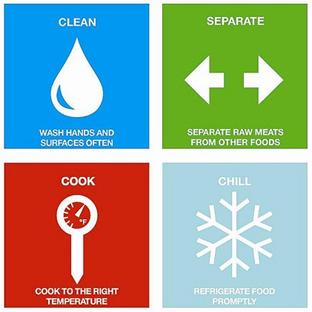 CLEAN
WASH HANDS AND
SURFACES OFTEN
SEPARATE
SEPARATE RAW MEATS
FROM OTHER FOODS
COOK
°F
COOK TO THE RIGHT
TEMPERATURE
CHILL
REFRIGERATE FOOD
PROMPTLY